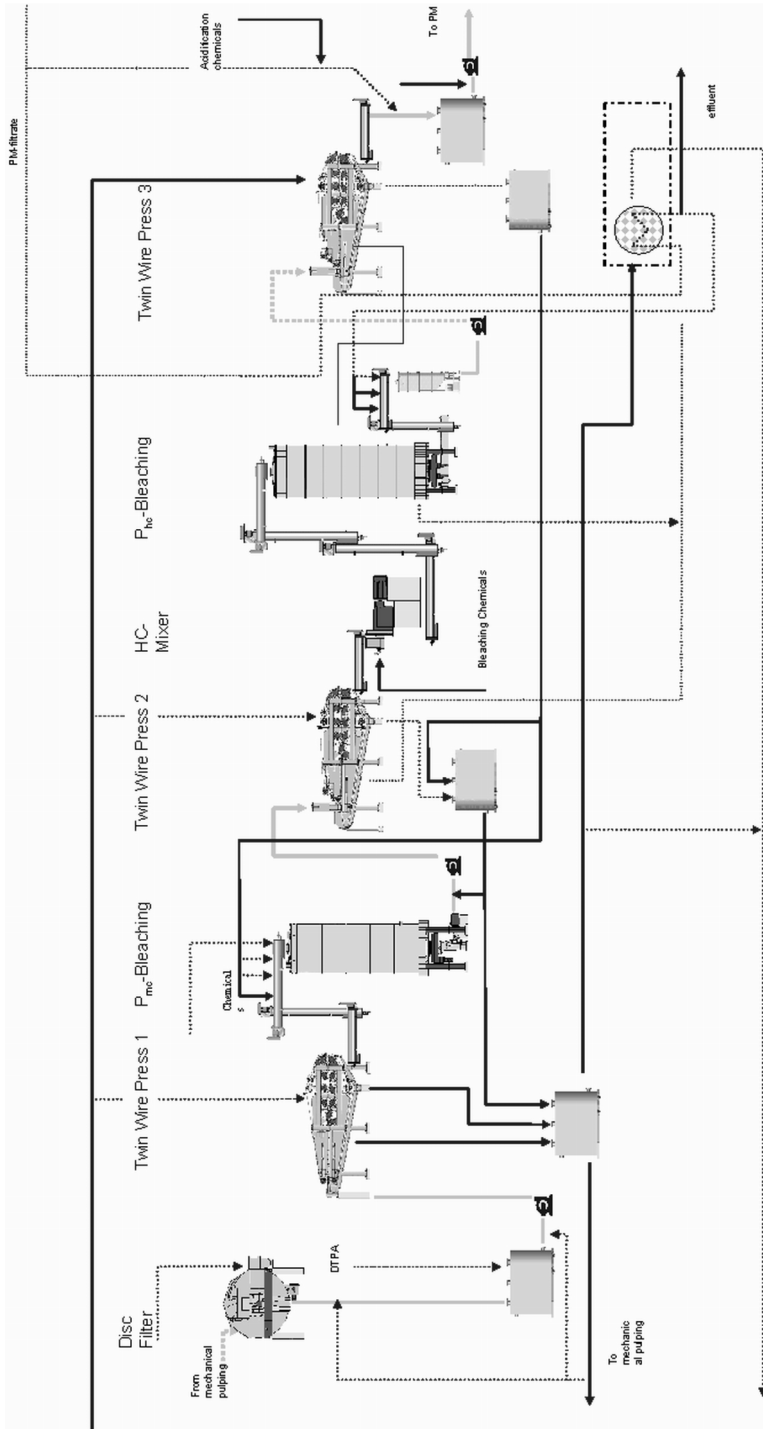 Disc
Filter
Twin Wire Press 1
Pmc-Bleaching
Twin Wire Press 2
HC-
Mixer
Phc-Bleaching
Twin Wire Press 3
PM-filtrate
Acidification
chemicals
To PM
From
mechanical
pulping
DTPA
Chemical
s
Bleaching Chemicals
effluent
To
mechanic
al pulping